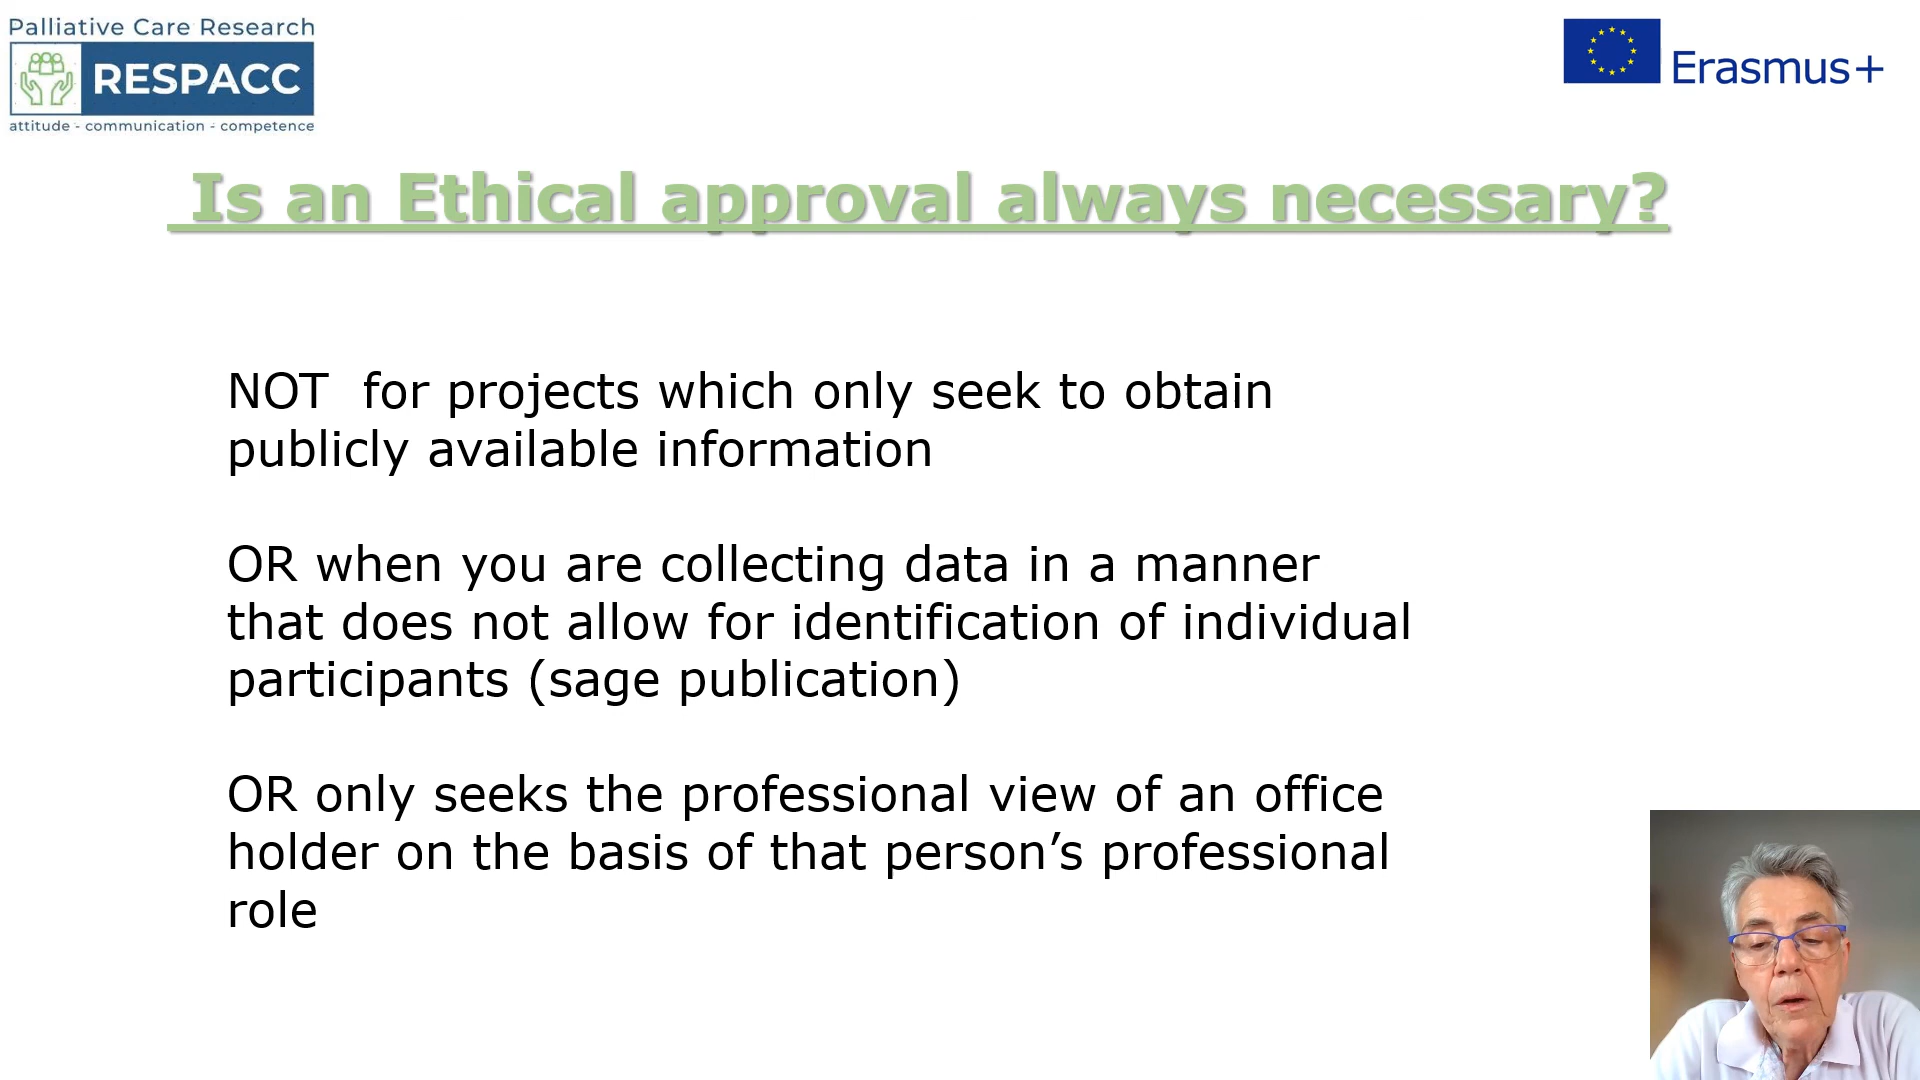 Palliative Care Research
RESPACC
attitude - communication - competence
Erasmus+
Is an Ethical approval always necessary?
NOT  for projects which only seek to obtain
publicly available information
OR when you are collecting data in a manner
that does not allow for identification of individual
participants (sage publication)
OR only seeks the professional view of an office
holder on the basis of that person’s professional
role